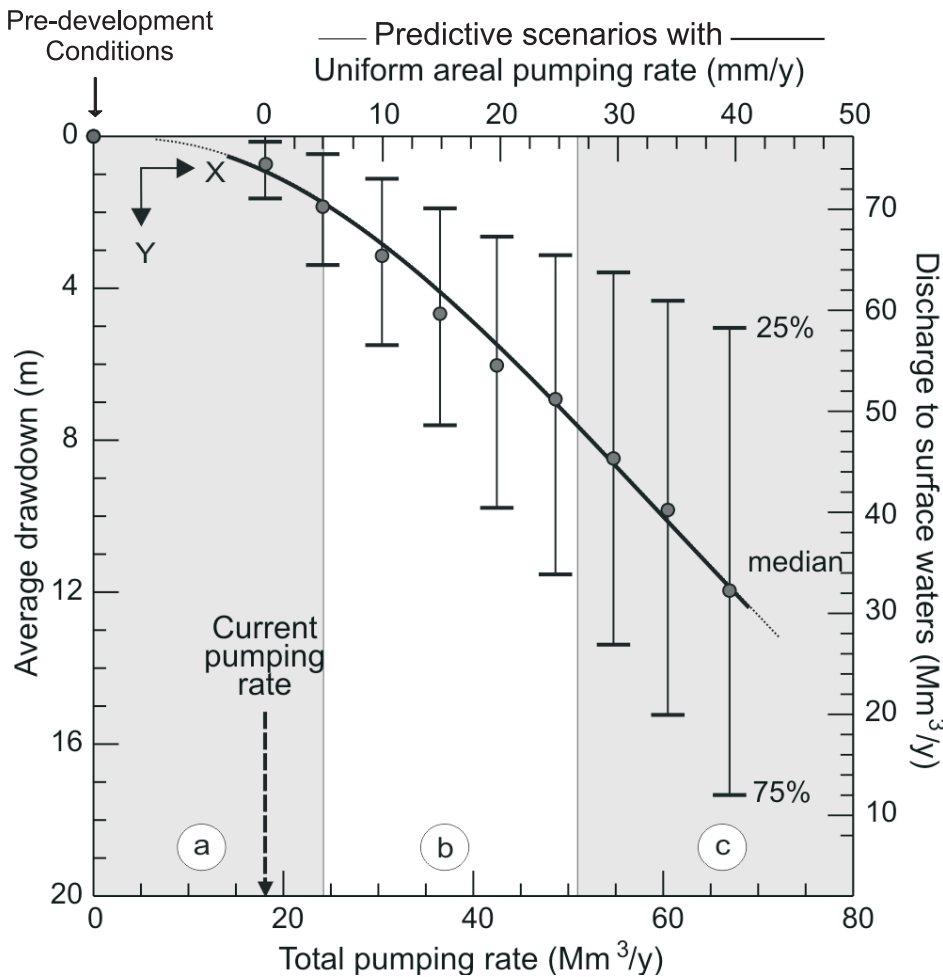 Pre-development
Conditions
Predictive scenarios with
Uniform areal pumping rate (mm/y)
0 10 20 30 40 50
0
4
8
12
16
20
Average drawdown (m)
X
Y
25%
median
75%
Current
pumping
rate
a b c
70
60
50
40
30
20
10
Discharge to surface waters (Mm³/y)
0 20 40 60 80
Total pumping rate (Mm³/y)